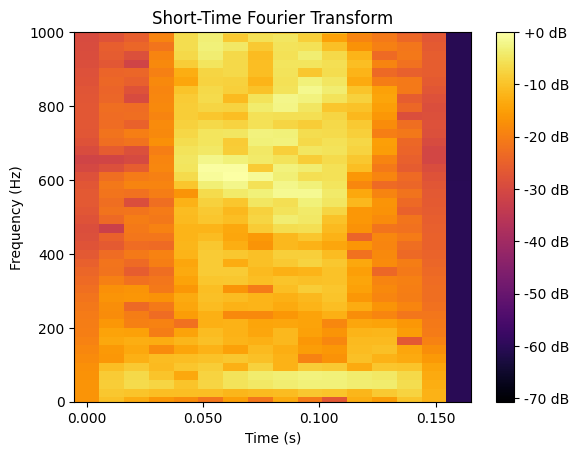 Short-Time Fourier Transform
1000
800
600
400
200
0
Frequency (Hz)
0.000
0.050
0.100
0.150
Time (s)
+0 dB
-10 dB
-20 dB
-30 dB
-40 dB
-50 dB
-60 dB
-70 dB